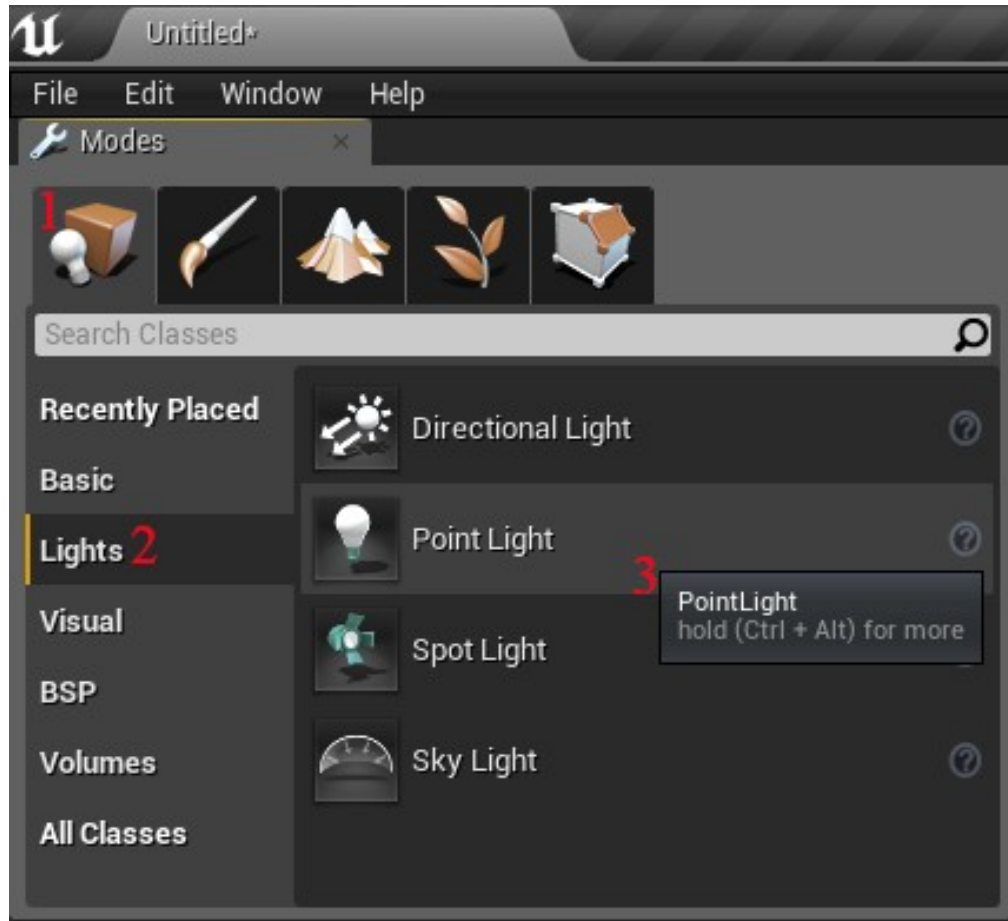 Untitled*
File Edit Window Help
Modes
1
Search Classes
Recently Placed
Basic
Lights 2
Visual
BSP
Volumes
All Classes
Directional Light
Point Light
3
PointLight
hold (Ctrl + Alt) for more
Spot Light
Sky Light